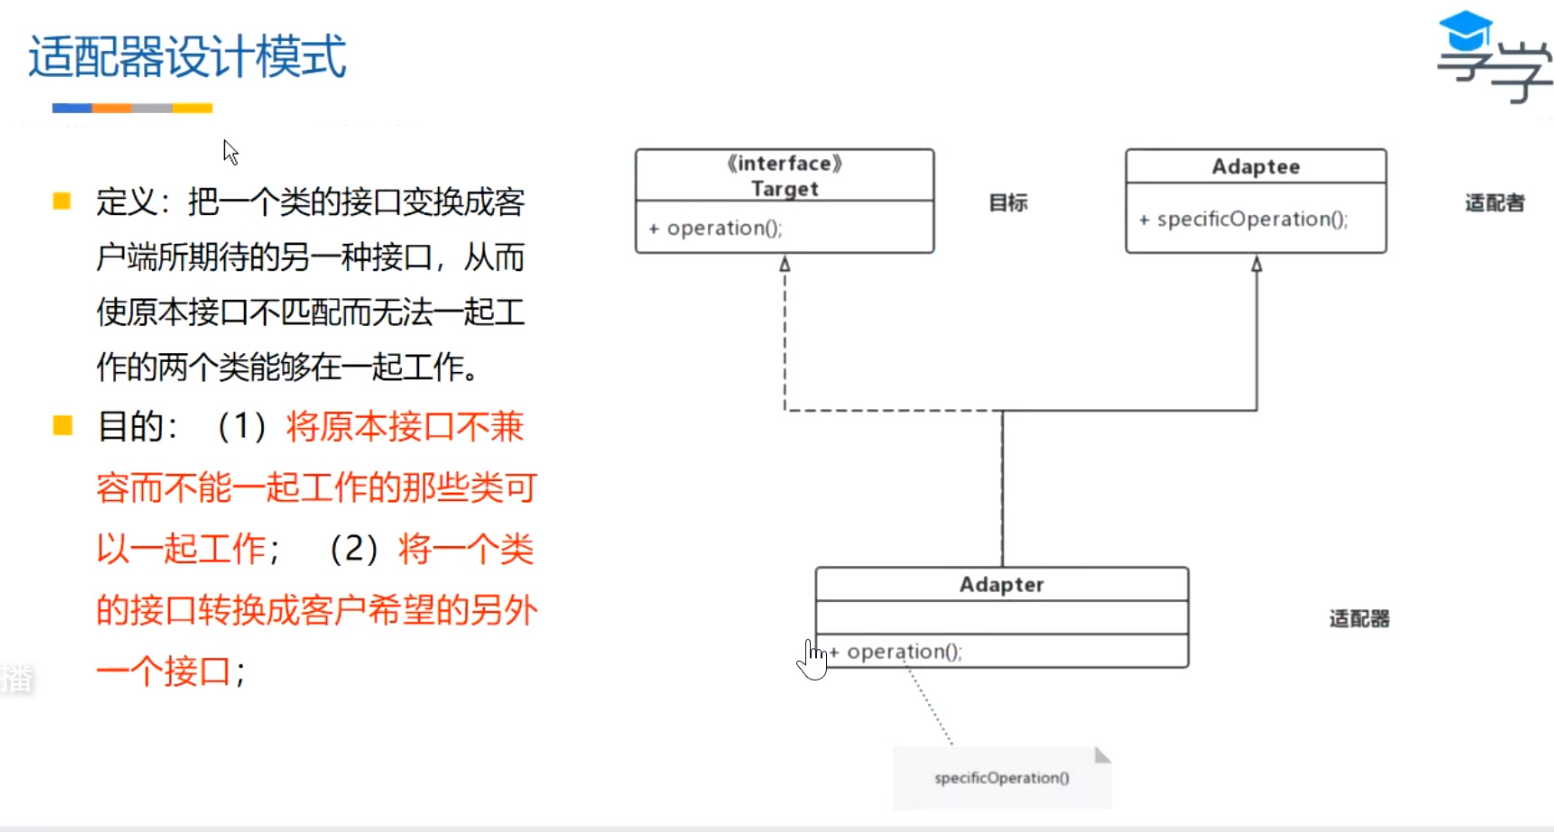 适配器设计模式
享学
定义：把一个类的接口变换成客
户端所期待的另一种接口，从而
使原本接口不匹配而无法一起工
作的两个类能够在一起工作。
目的：（1）将原本接口不兼
容而不能一起工作的那些类可
以一起工作；（2）将一个类
的接口转换成客户希望的另外
一个接口；
播
《interface》
Target
+ operation();
目标
Adaptee
+ specificOperation();
适配者
Adapter
+ operation();
适配器
specificOperation()